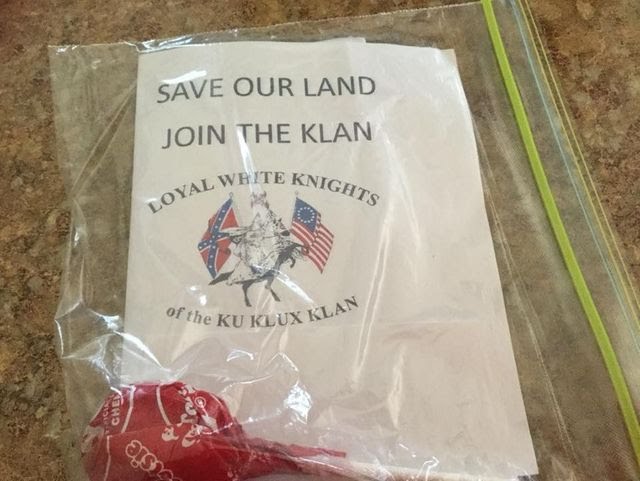 SAVE OUR LAND
JOIN THE KLAN
LOYAL WHITE KNIGHTS
of the KU KLUX KLAN